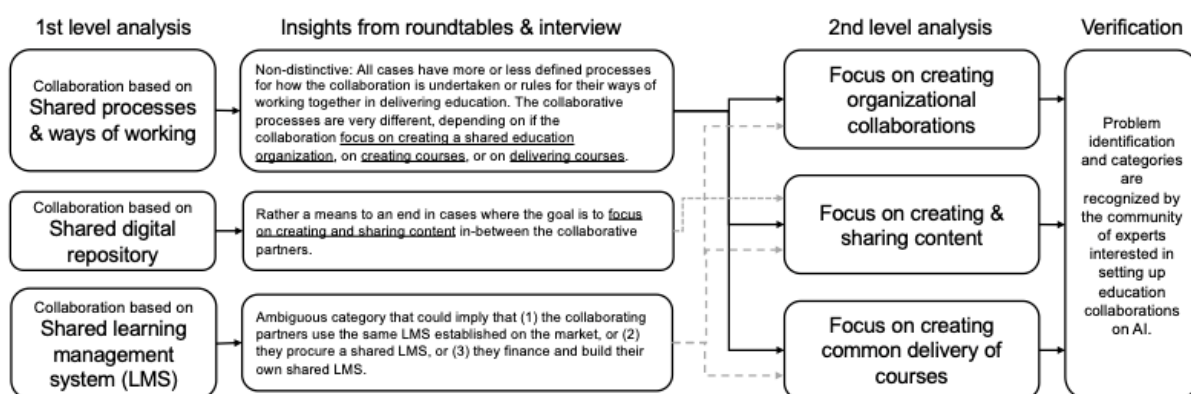 1st level analysis
Insights from roundtables & interview
2nd level analysis
Verification
Collaboration based on
Shared processes
& ways of working
Non-distinctive: All cases have more or less defined processes
for how the collaboration is undertaken or rules for their ways of
working together in delivering education. The collaborative
processes are very different, depending on if the
collaboration focus on creating a shared education
organization, on creating courses, or on delivering courses.
Focus on creating
organizational
collaborations
Collaboration based on
Shared digital
repository
Rather a means to an end in cases where the goal is to focus
on creating and sharing content in-between the collaborative
partners.
Focus on creating &
sharing content
Collaboration based on
Shared learning
management
system (LMS)
Ambiguous category that could imply that (1) the collaborating
partners use the same LMS established on the market, or (2)
they procure a shared LMS, or (3) they finance and build their
own shared LMS.
Focus on creating
common delivery of
courses
Problem
identification
and categories
are
recognized by
the community
of experts
interested in
setting up
education
collaborations
on AI.